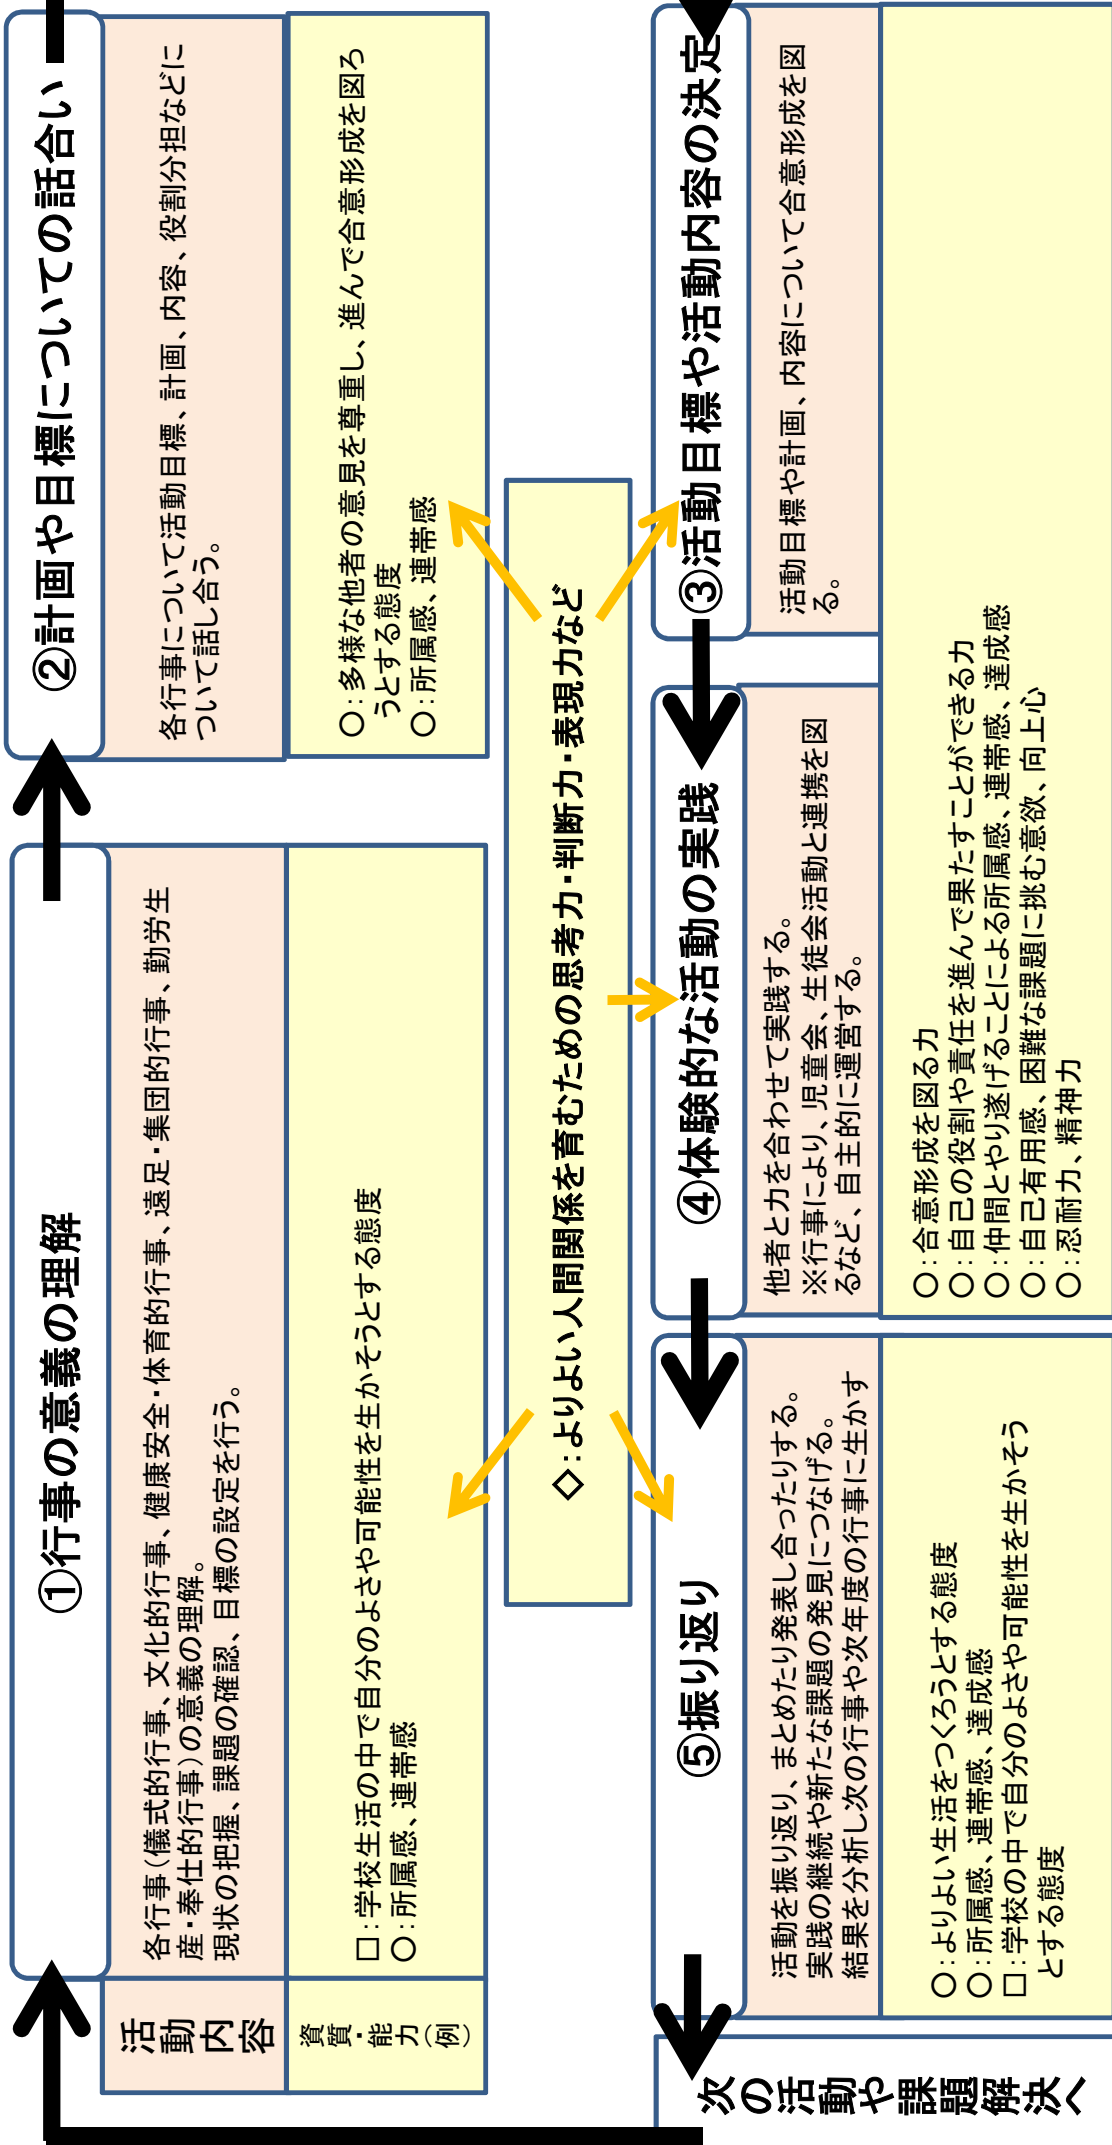 ①行事の意義の理解
活動内容
各行事(儀式的行事、文化的行事、健康安全・体育的行事、遠足・集団的行事、勤労生
産・奉仕的行事)の意義の理解。
現状の把握、課題の確認、目標の設定を行う。
資質・能力(例)
□:学校生活の中で自分のよさや可能性を生かそうとする態度
○:所属感、連帯感
②計画や目標についての話合い
各行事について活動目標、計画、内容、役割分担などに
ついて話し合う。
○:多様な他者の意見を尊重し、進んで合意形成を図ろ
うとする態度
○:所属感、連帯感
◇:よりよい人間関係を育むための思考力・判断力・表現力など
③活動目標や活動内容の決定
活動目標や計画、内容について合意形成を図
る。
④体験的な活動の実践
他者と力を合わせて実践する。
※行事により、児童会、生徒会活動と連携を図
るなど、自主的に運営する。
○:合意形成を図る力
○:自己の役割や責任を進んで果たすことができる力
○:仲間とやり遂げることによる所属感、連帯感、達成感
○:自己有用感、困難な課題に挑む意欲、向上心
○:忍耐力、精神力
⑤振り返り
活動を振り返り、まとめたり発表し合ったりする。
実践の継続や新たな課題の発見につなげる。
結果を分析し次の行事や次年度の行事に生かす
○:よりよい生活をつくろうとする態度
○:所属感、連帯感、達成感
□:学校の中で自分のよさや可能性を生かそう
とする態度
次の活動や課題解決へ